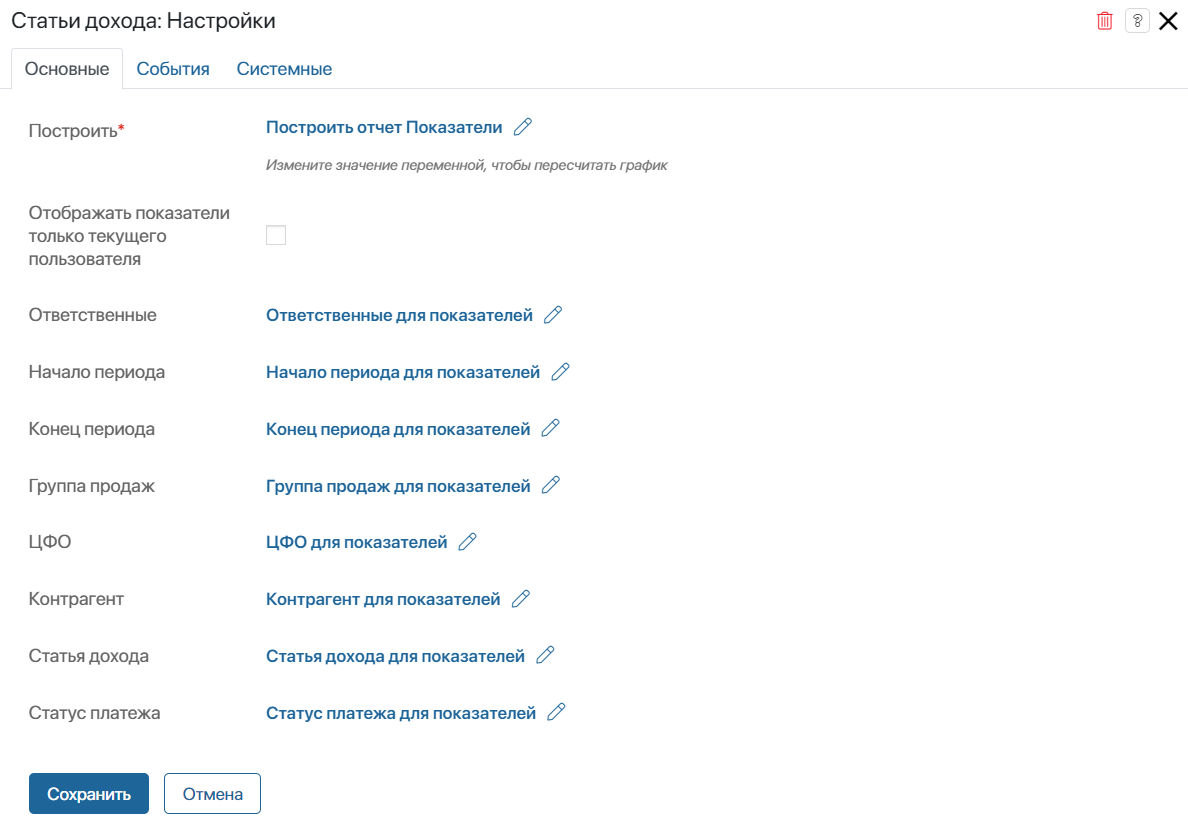 Статьи дохода: Настройки
?
Основные События Системные
Построить*
Построить отчет Показатели
Измените значение переменной, чтобы пересчитать график
Отображать показатели
только текущего
пользователя
Ответственные
Ответственные для показателей
Начало периода
Начало периода для показателей
Конец периода
Конец периода для показателей
Группа продаж
Группа продаж для показателей
ЦФО
ЦФО для показателей
Контрагент
Контрагент для показателей
Статья дохода
Статья дохода для показателей
Статус платежа
Статус платежа для показателей
Сохранить
Отмена